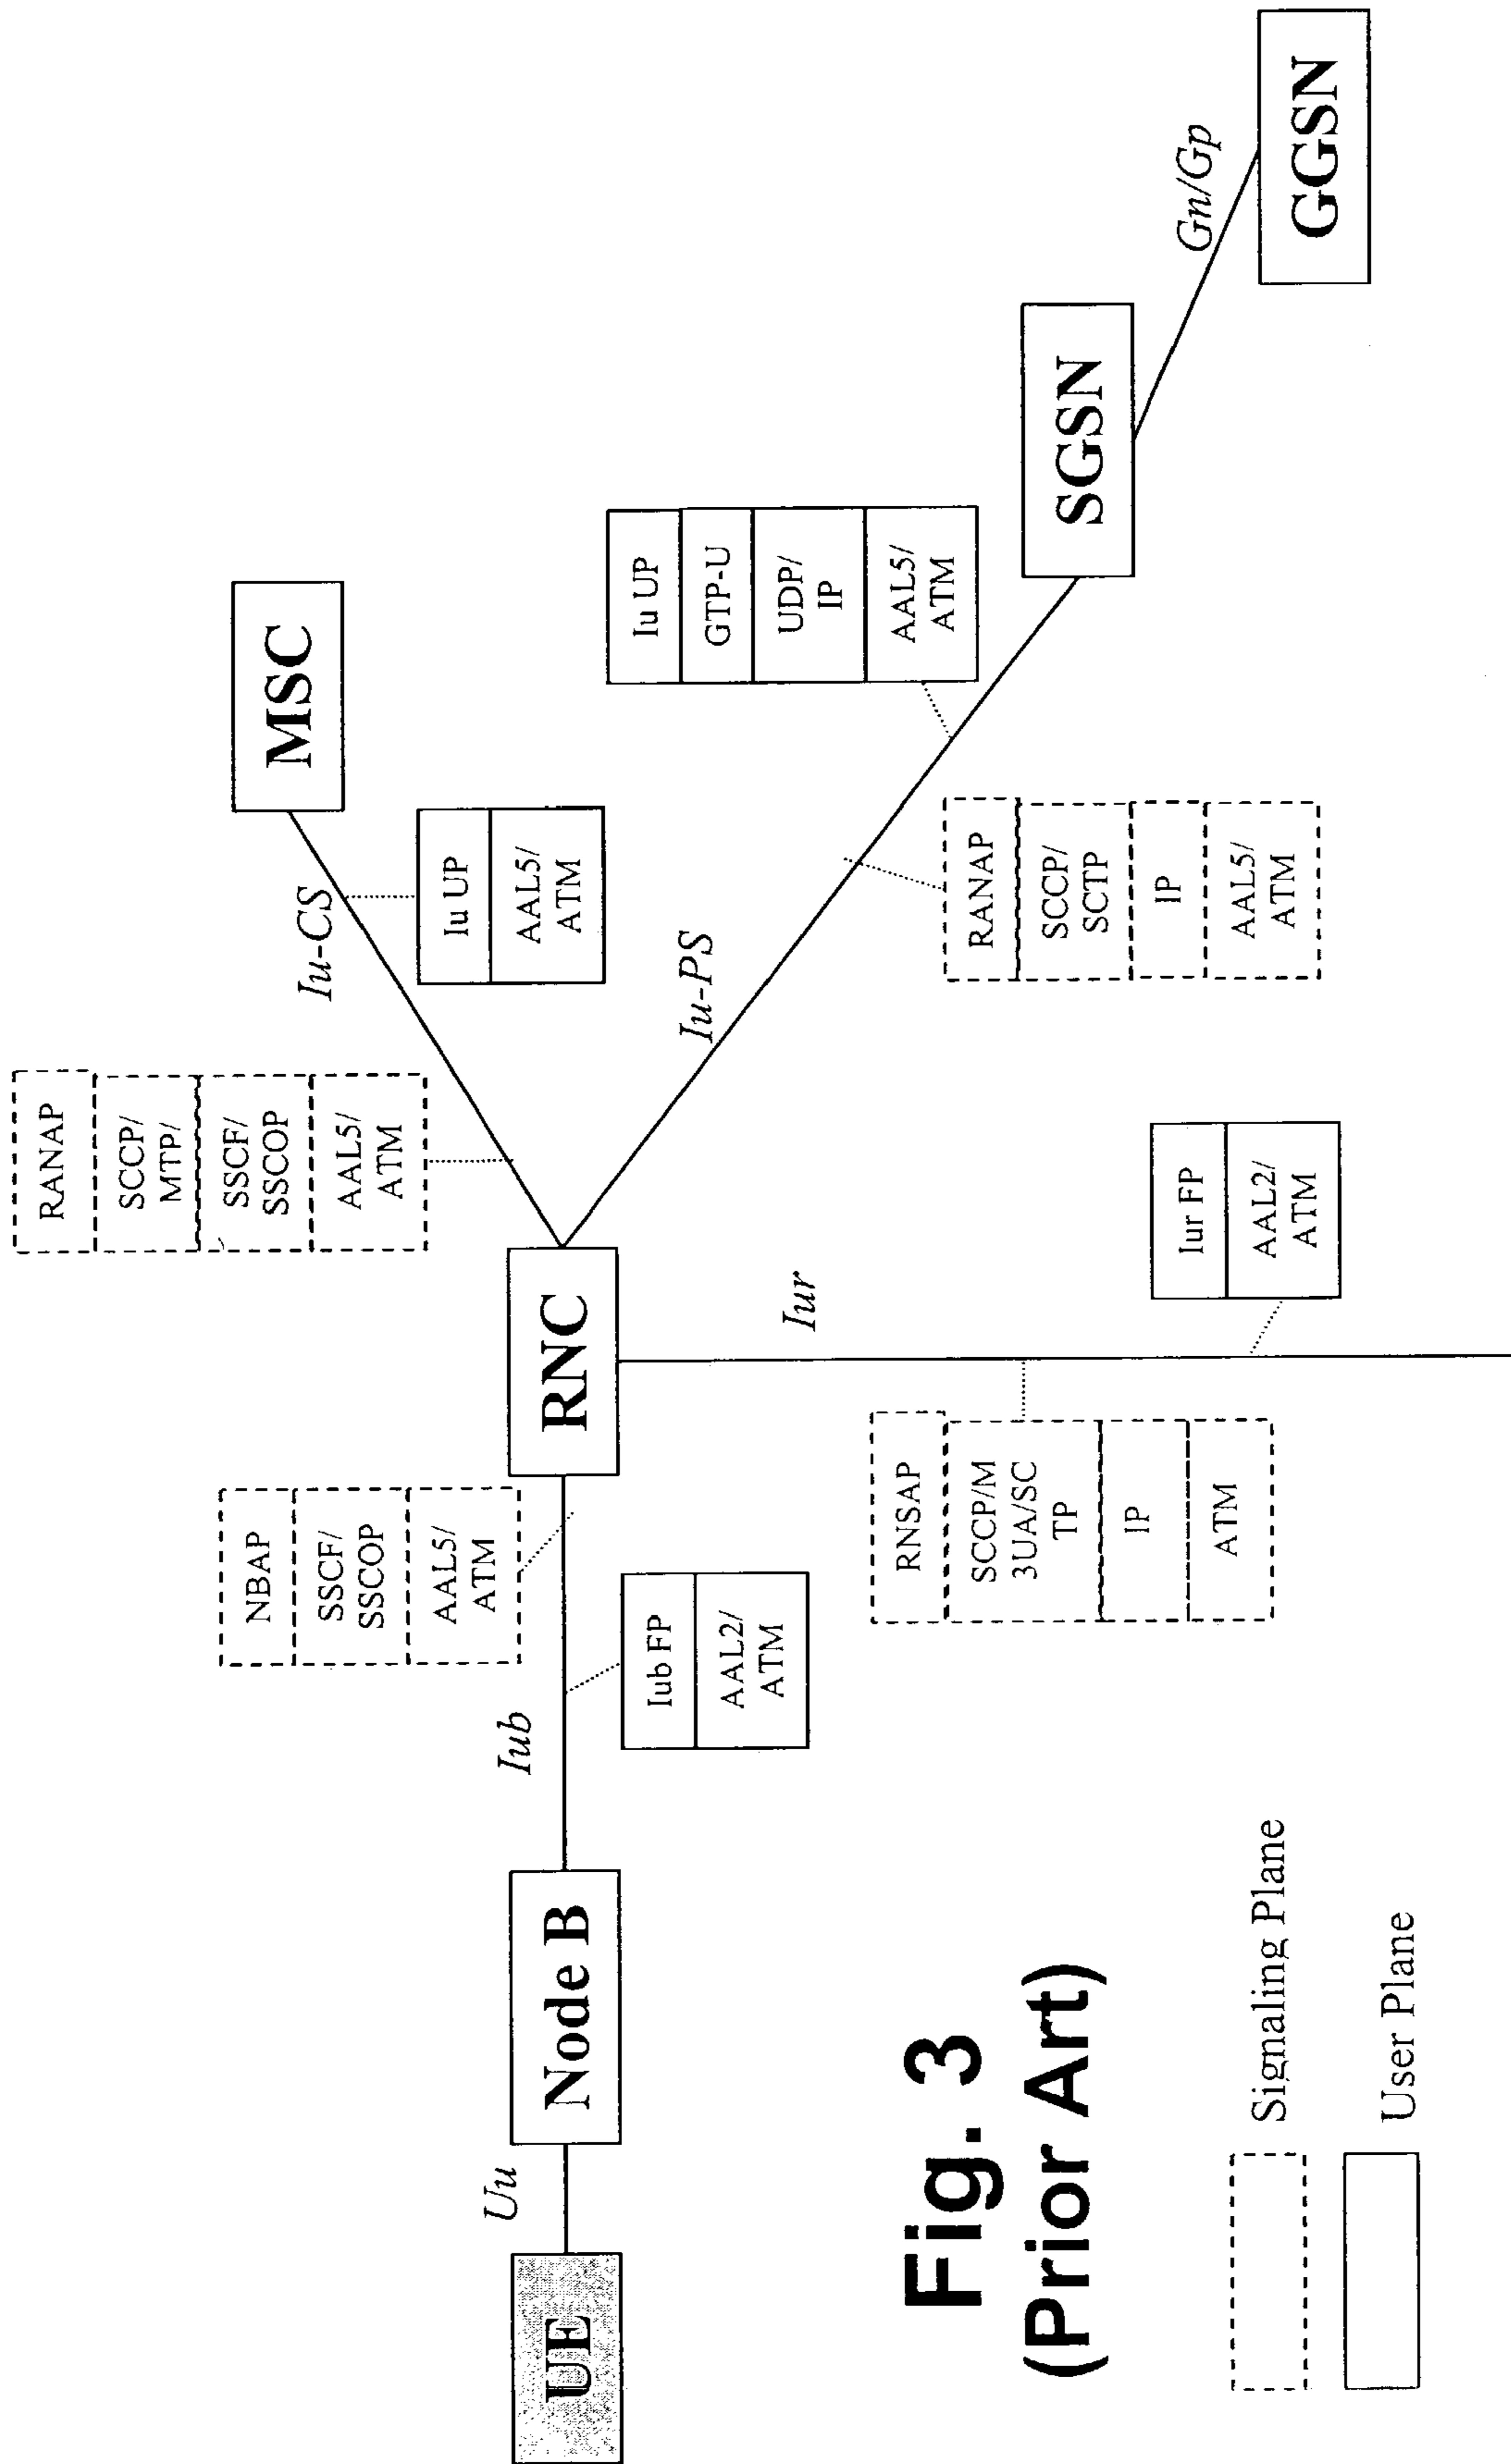 RANAP
SCCP/
MTP/
SSCF/
SSCOP
AAL5/
ATM
MSC
Iu-CS
Iu UP
AAL5/
ATM
NBAP
SSCF/
SSCOP
AAL5/
ATM
UE
Uu
Node B
Iub
RNC
Iub FP
AAL2/
ATM
Iu-PS
Iu UP
GTP-U
UDP/
IP
AAL5/
ATM
Iur
RNSAP
SCCP/M
3UA/SC
TP
IP
ATM
RANAP
SCCP/
SCTP
IP
AAL5/
ATM
SGSN
Gn/Gp
GGSN
Iur FP
AAL2/
ATM
Fig. 3
(Prior Art)
Signaling Plane
User Plane